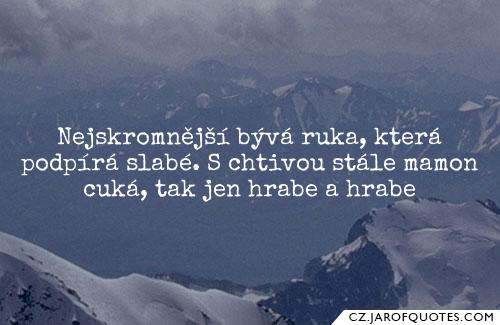 Nejskromnější bývá ruka, která
podpírá slabé. S chtivou stále mamon
cuká, tak jen hrabe a hrabe
CZ.JAROFQUOTES.COM